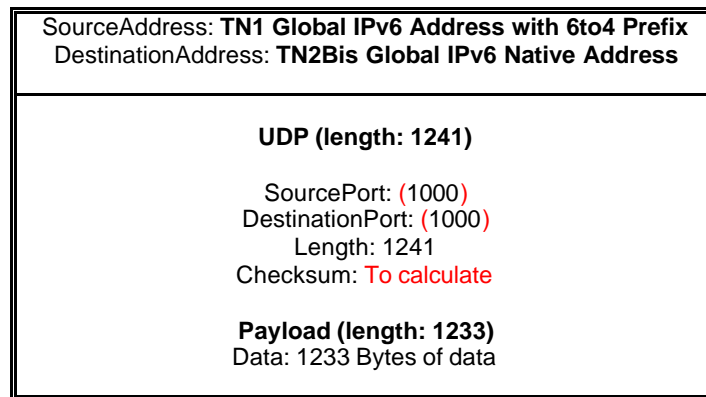 SourceAddress: TN1 Global IPv6 Address with 6to4 Prefix
DestinationAddress: TN2Bis Global IPv6 Native Address
UDP (length: 1241)
SourcePort: (1000)
DestinationPort: (1000)
Length: 1241
Checksum: To calculate
Payload (length: 1233)
Data: 1233 Bytes of data